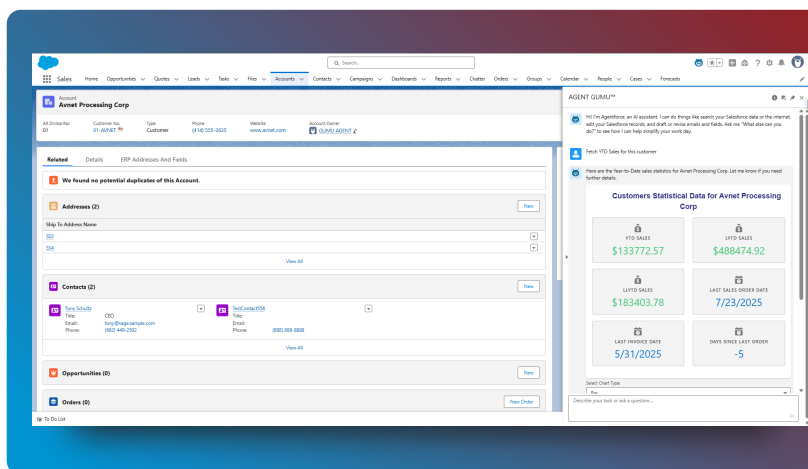 Search...
Sales Home Opportunities Quotes Leads Tasks Files Accounts Contacts Campaigns Dashboards Reports Chatter Orders Groups Calendar People Cases Forecasts
Account
Avnet Processing Corp
AR DivisionNo Customer No. Type Phone Website Account Owner
01 01-AVNET Customer (414) 555-2625 www.avnet.com GUMU AGENT
Related Details ERP Addresses And Fields
We found no potential duplicates of this Account.
Addresses (2) New
Ship To Address Name
552
554
View All
Contacts (2)
Tony Schultz
Title: CEO
Email: tony@sage.sample.com
Phone: (862) 449-2502
TestContact556
Title:
Email:
Phone: (888) 888-8888
View All
Opportunities (0) New
Orders (0) New Order
To Do List
AGENT GUMU™
Hi! I'm Agentforce, an AI assistant. I can do things like search your Salesforce data or the internet,
edit your Salesforce records, and draft or revise emails and fields. Ask me "What else can you
do?" to see how I can help simplify your work day.
Fetch YTD Sales for this customer
Here are the Year-to-Date sales statistics for Avnet Processing Corp. Let me know if you need
further details.
Customers Statistical Data for Avnet Processing
Corp
YTD SALES
$133772.57
LYTD SALES
$488474.92
LLYTD SALES
$183403.78
LAST SALES ORDER DATE
7/23/2025
LAST INVOICE DATE
5/31/2025
DAYS SINCE LAST ORDER
-5
Select Chart Type
Bar
Describe your task or ask a question...